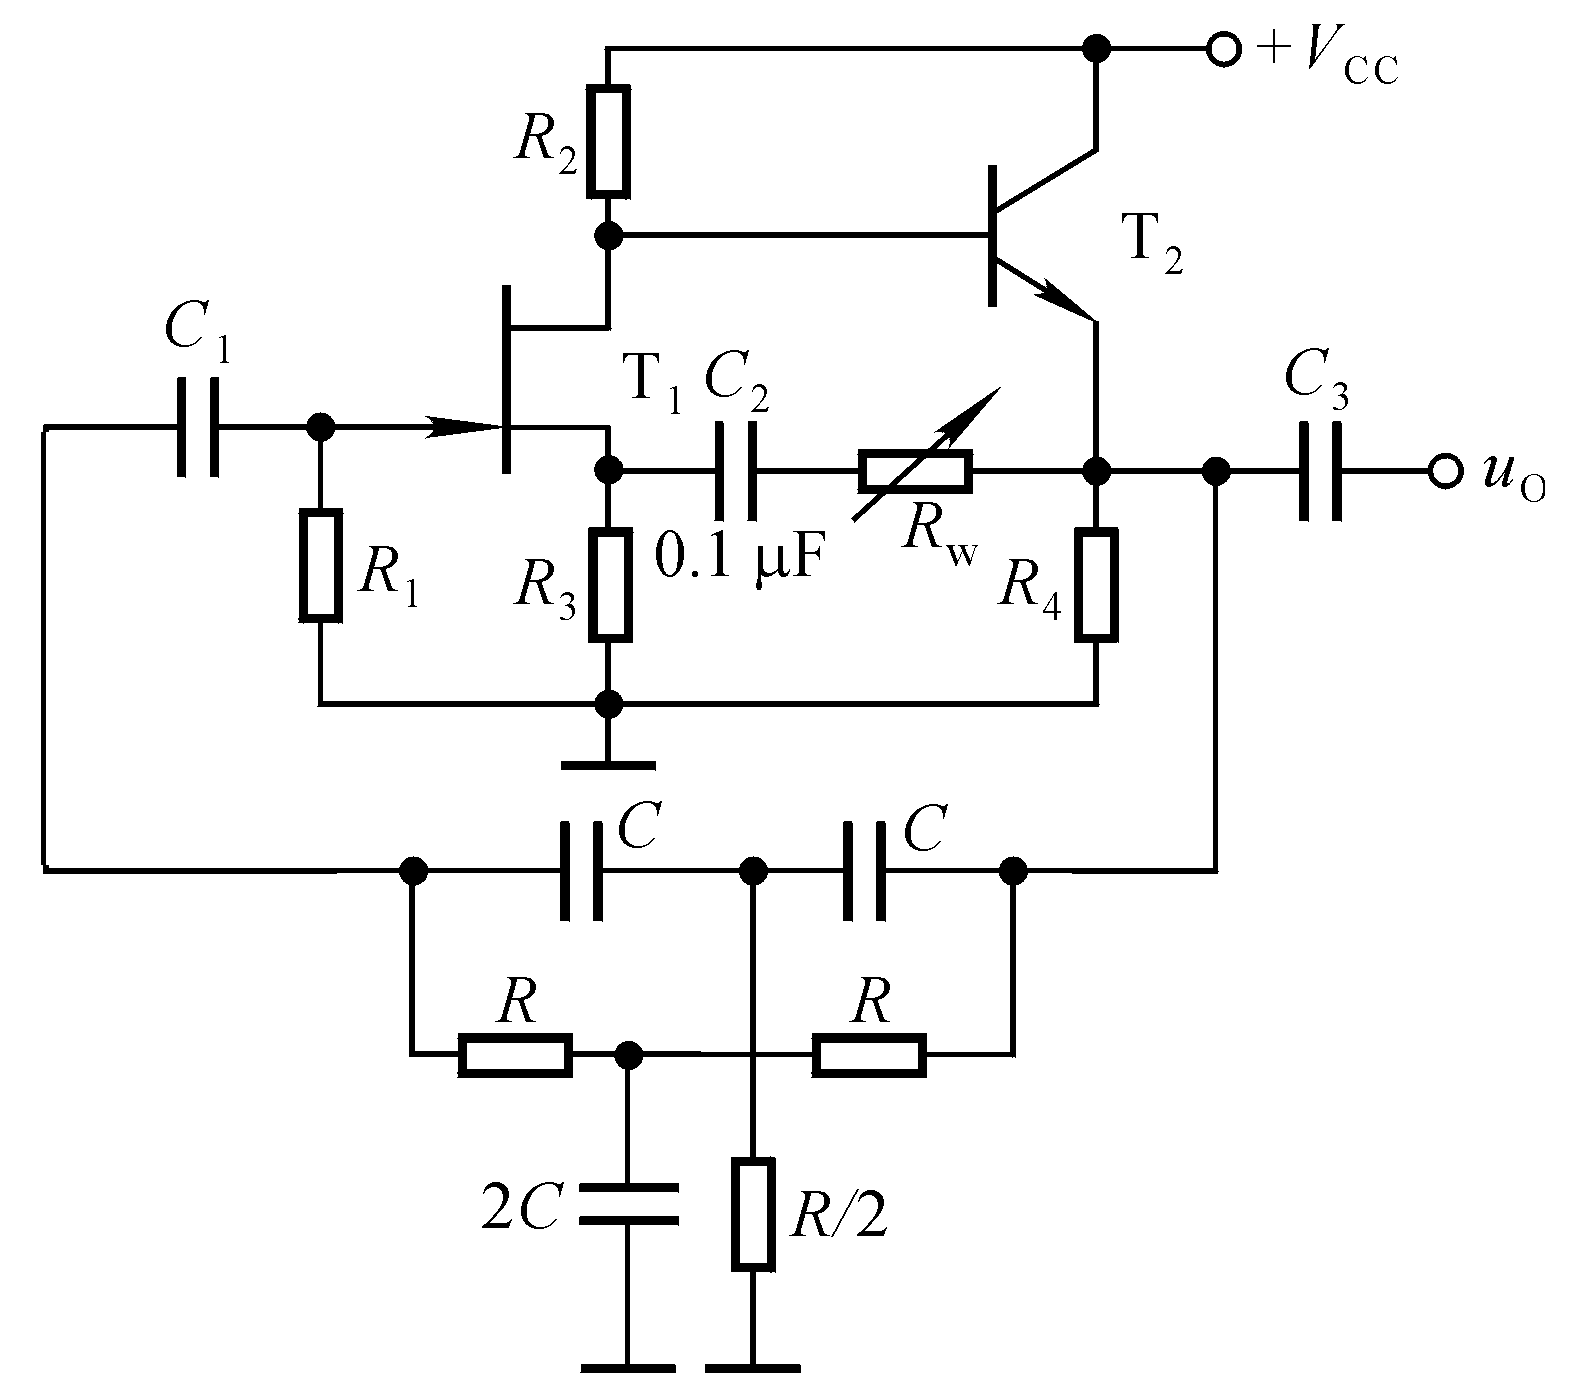 +V_CC
R_2
T_2
C_1
T_1
C_2
C_3
u_O
R_W
0.1 μF
R_1
R_3
R_4
C
C
R
R
2C
R/2